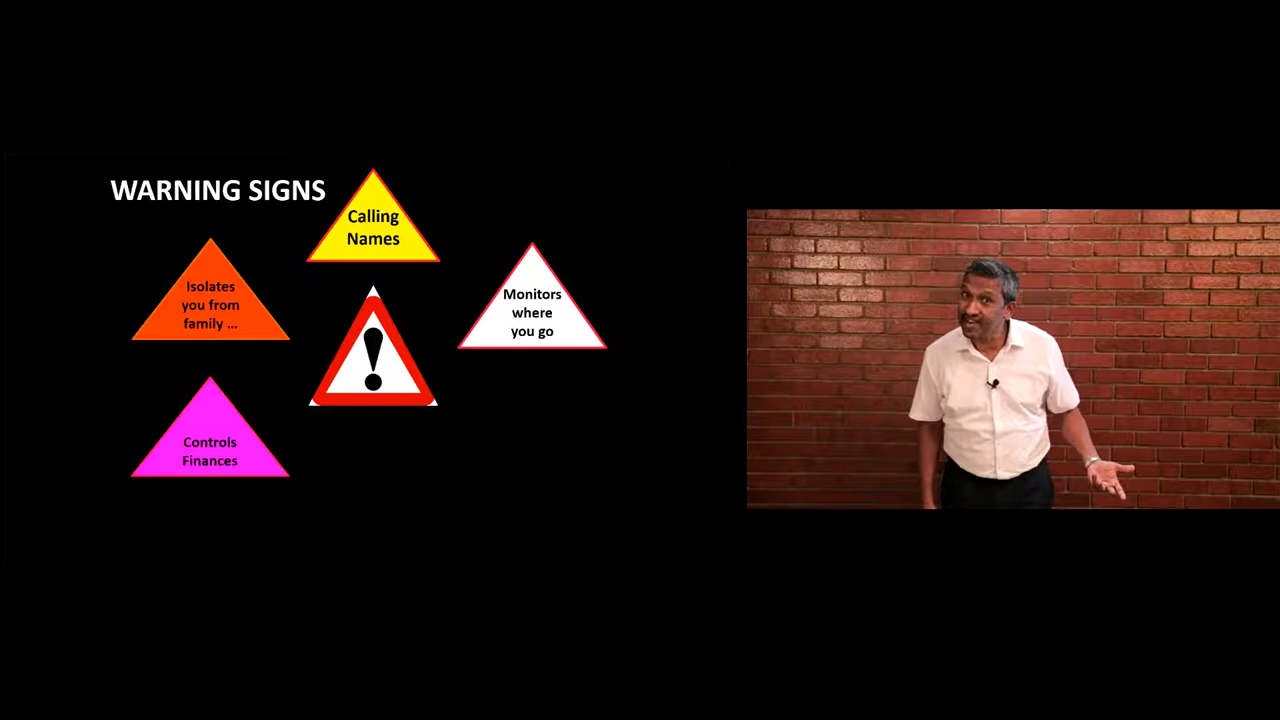 WARNING SIGNS
Calling
Names
Isolates
you from
family ...
Monitors
where
you go
Controls
Finances